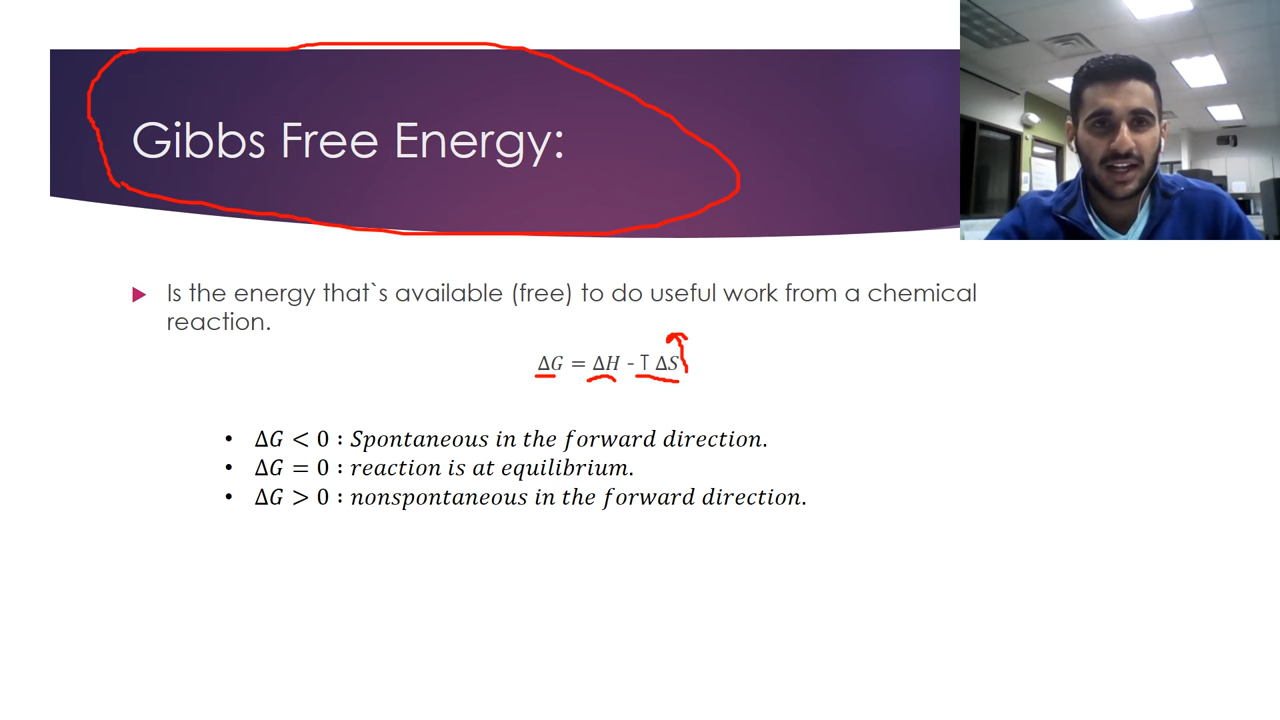 Gibbs Free Energy:
Is the energy that`s available (free) to do useful work from a chemical
reaction.
ΔG = ΔH - T ΔS
• ΔG < 0 : Spontaneous in the forward direction.
• ΔG = 0 : reaction is at equilibrium.
• ΔG > 0 : nonspontaneous in the forward direction.